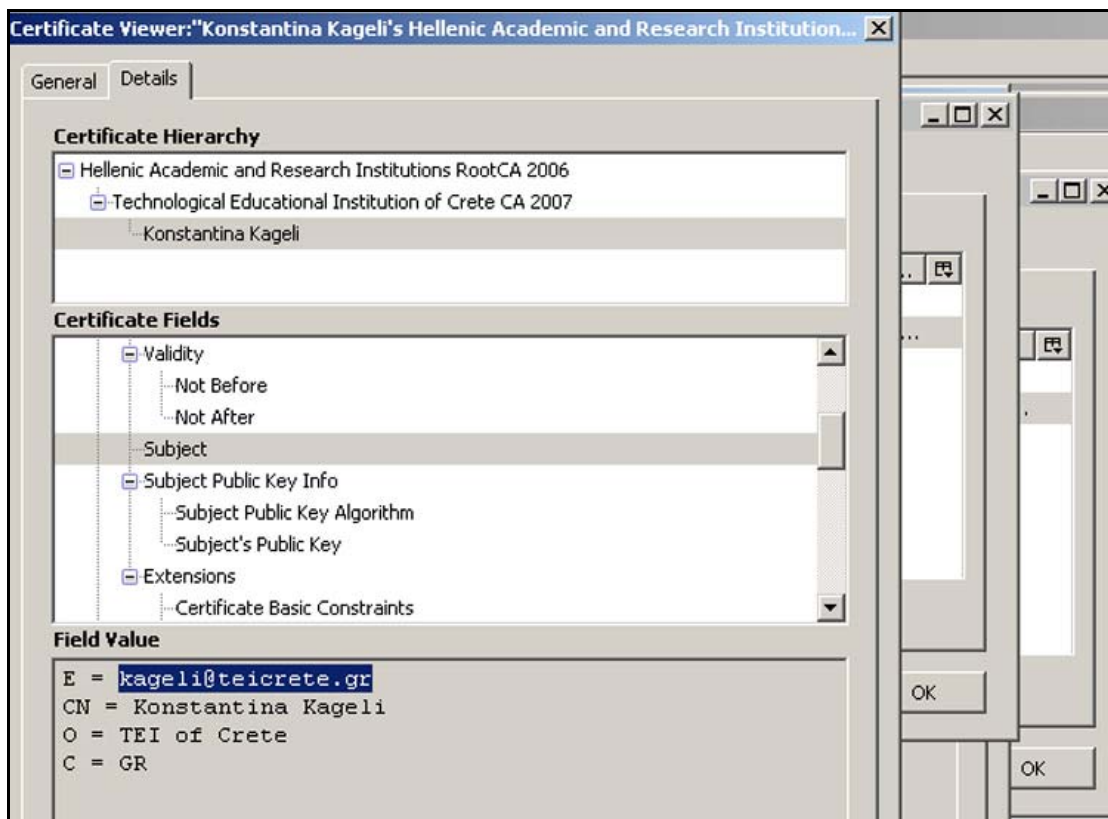 Certificate Viewer:"Konstantina Kageli's Hellenic Academic and Research Institution...
General Details
Certificate Hierarchy
Hellenic Academic and Research Institutions RootCA 2006
Technological Educational Institution of Crete CA 2007
Konstantina Kageli
Certificate Fields
Validity
Not Before
Not After
Subject
Subject Public Key Info
Subject Public Key Algorithm
Subject's Public Key
Extensions
Certificate Basic Constraints
Field Value
E = kageli@teicrete.gr
CN = Konstantina Kageli
O = TEI of Crete
C = GR
OK
OK